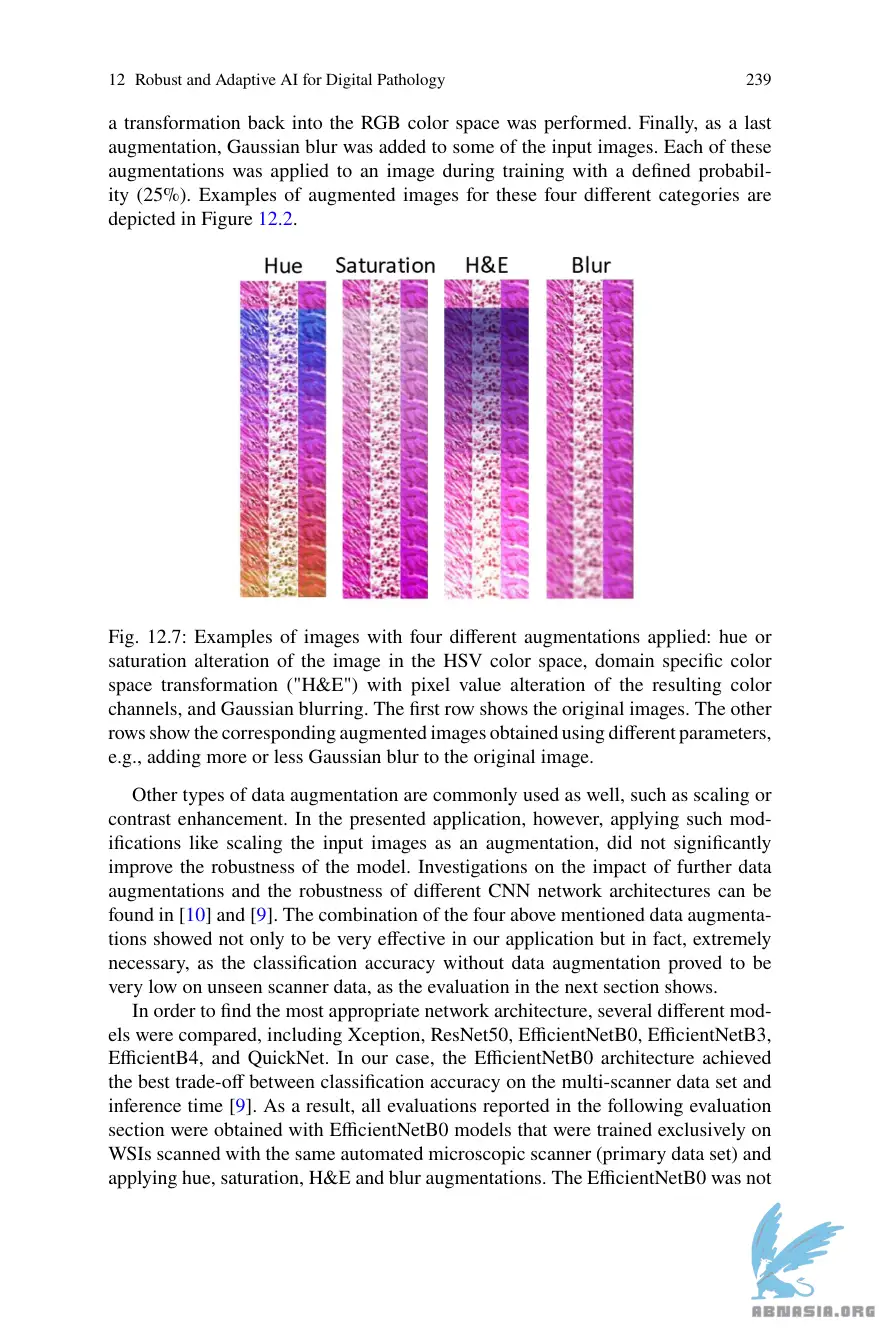 12 Robust and Adaptive AI for Digital Pathology 239
a transformation back into the RGB color space was performed. Finally, as a last
augmentation, Gaussian blur was added to some of the input images. Each of these
augmentations was applied to an image during training with a defined probabil-
ity (25%). Examples of augmented images for these four different categories are
depicted in Figure 12.2.
Hue Saturation H&E Blur
Fig. 12.7: Examples of images with four different augmentations applied: hue or
saturation alteration of the image in the HSV color space, domain specific color
space transformation ("H&E") with pixel value alteration of the resulting color
channels, and Gaussian blurring. The first row shows the original images. The other
rows show the corresponding augmented images obtained using different parameters,
e.g., adding more or less Gaussian blur to the original image.
Other types of data augmentation are commonly used as well, such as scaling or
contrast enhancement. In the presented application, however, applying such mod-
ifications like scaling the input images as an augmentation, did not significantly
improve the robustness of the model. Investigations on the impact of further data
augmentations and the robustness of different CNN network architectures can be
found in [10] and [9]. The combination of the four above mentioned data augmenta-
tions showed not only to be very effective in our application but in fact, extremely
necessary, as the classification accuracy without data augmentation proved to be
very low on unseen scanner data, as the evaluation in the next section shows.
In order to find the most appropriate network architecture, several different mod-
els were compared, including Xception, ResNet50, EfficientNetB0, EfficientNetB3,
EfficientB4, and QuickNet. In our case, the EfficientNetB0 architecture achieved
the best trade-off between classification accuracy on the multi-scanner data set and
inference time [9]. As a result, all evaluations reported in the following evaluation
section were obtained with EfficientNetB0 models that were trained exclusively on
WSIs scanned with the same automated microscopic scanner (primary data set) and
applying hue, saturation, H&E and blur augmentations. The EfficientNetB0 was not
ABNASIA.ORG